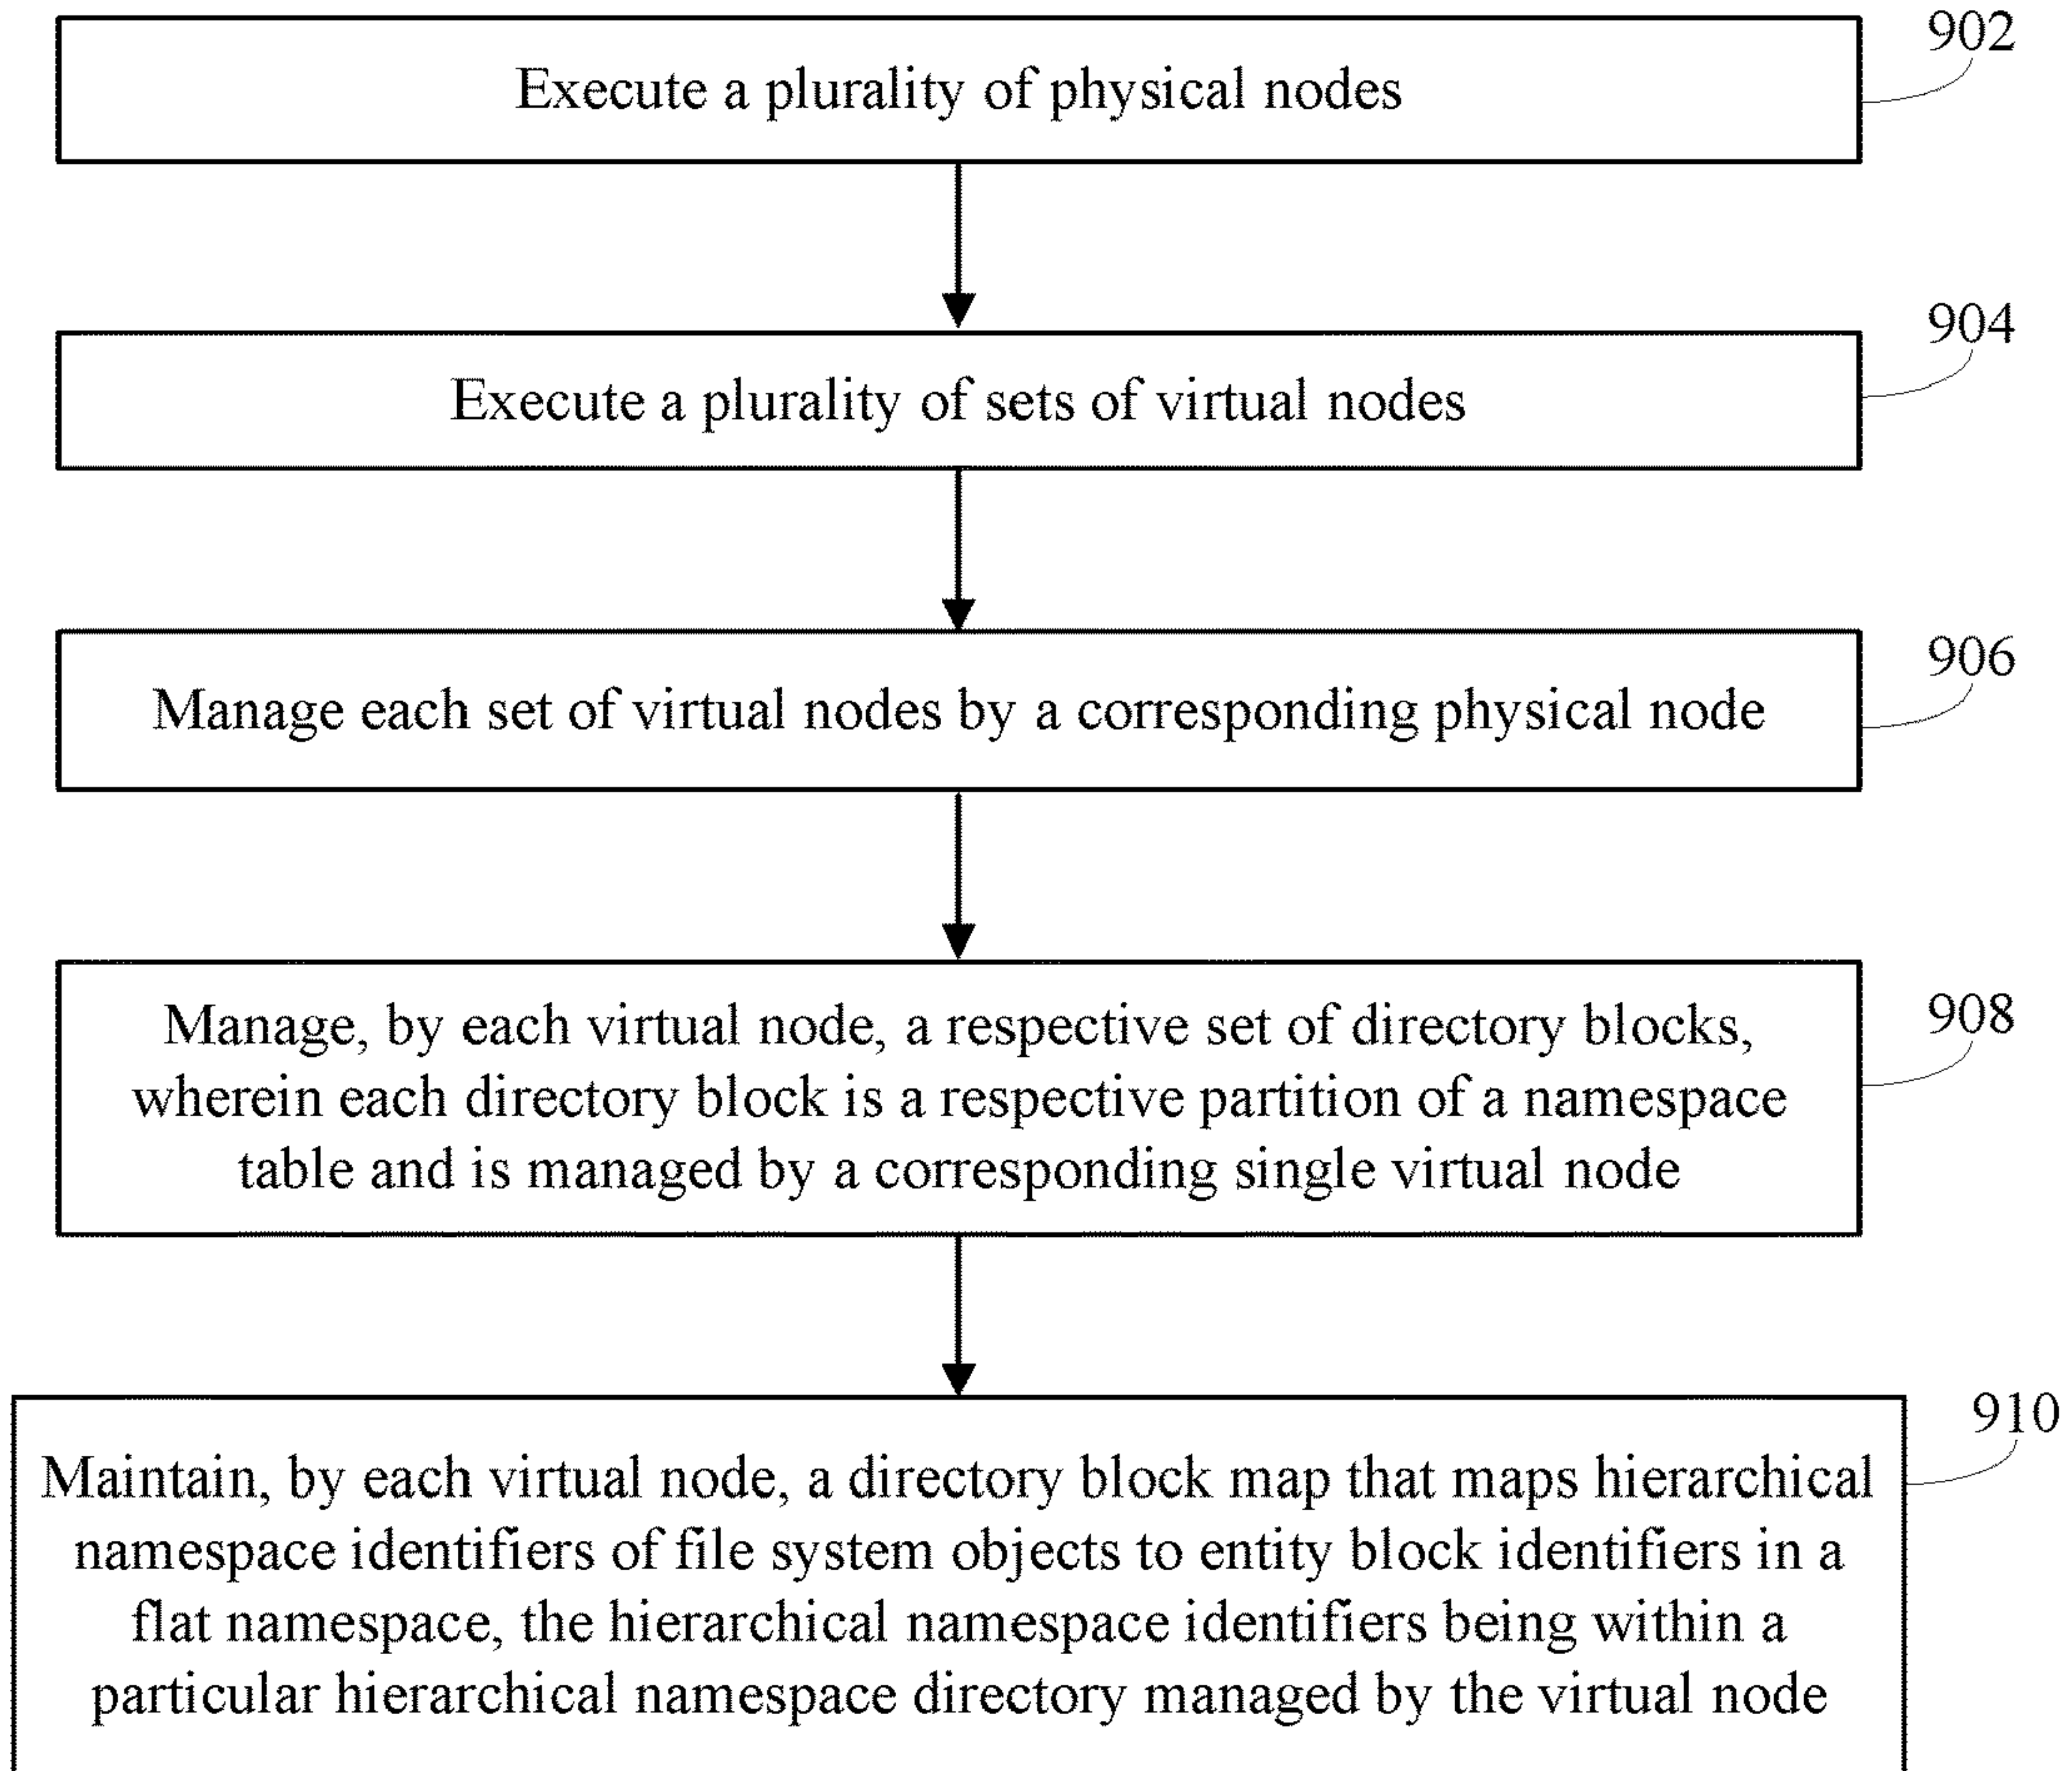 902
Execute a plurality of physical nodes
904
Execute a plurality of sets of virtual nodes
906
Manage each set of virtual nodes by a corresponding physical node
908
Manage, by each virtual node, a respective set of directory blocks,
wherein each directory block is a respective partition of a namespace
table and is managed by a corresponding single virtual node
910
Maintain, by each virtual node, a directory block map that maps hierarchical
namespace identifiers of file system objects to entity block identifiers in a
flat namespace, the hierarchical namespace identifiers being within a
particular hierarchical namespace directory managed by the virtual node